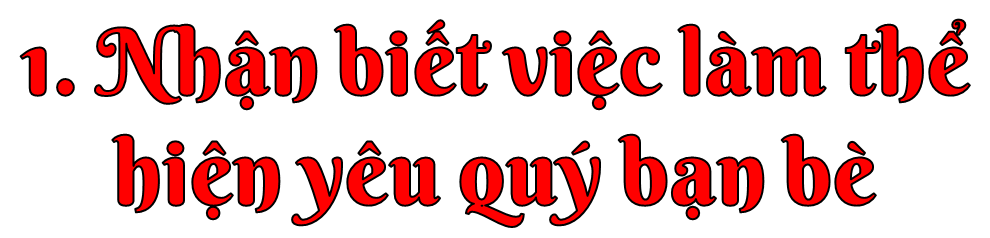 1. Nhận biết việc làm thể
hiện yêu quý bạn bè